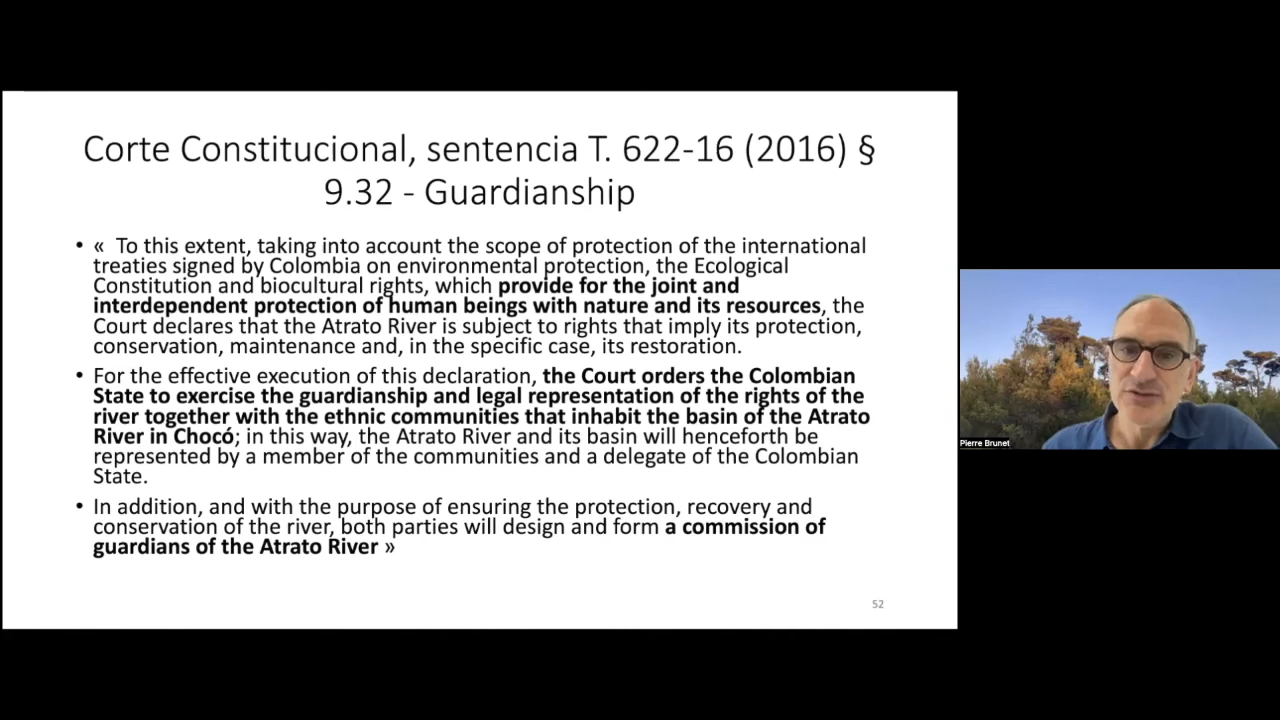 Corte Constitucional, sentencia T. 622-16 (2016) §
9.32 - Guardianship
• « To this extent, taking into account the scope of protection of the international
treaties signed by Colombia on environmental protection, the Ecological
Constitution and biocultural rights, which provide for the joint and
interdependent protection of human beings with nature and its resources, the
Court declares that the Atrato River is subject to rights that imply its protection,
conservation, maintenance and, in the specific case, its restoration.
• For the effective execution of this declaration, the Court orders the Colombian
State to exercise the guardianship and legal representation of the rights of the
river together with the ethnic communities that inhabit the basin of the Atrato
River in Chocó; in this way, the Atrato River and its basin will henceforth be
represented by a member of the communities and a delegate of the Colombian
State.
• In addition, and with the purpose of ensuring the protection, recovery and
conservation of the river, both parties will design and form a commission of
guardians of the Atrato River »
52
Pierre Brunet